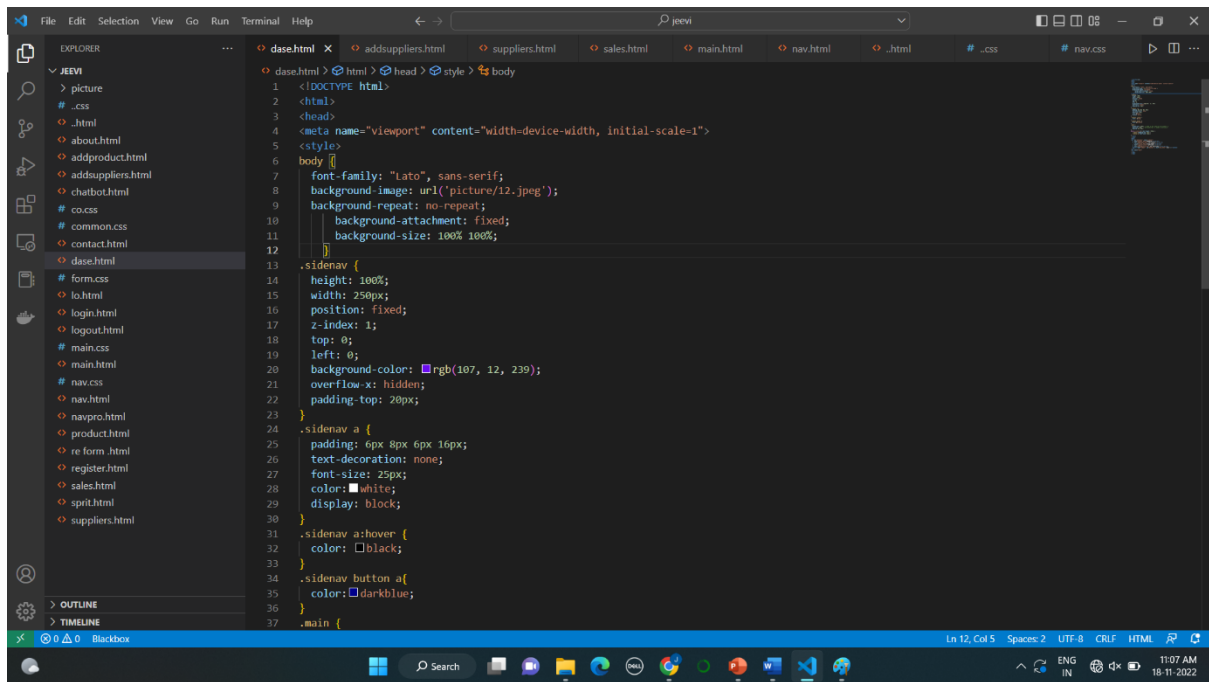 File Edit Selection View Go Run Terminal Help
jeevi
EXPLORER
dase.html
addsuppliers.html
suppliers.html
sales.html
main.html
nav.html
..html
..css
nav.css
JEEVI
picture
..css
..html
about.html
addproduct.html
addsuppliers.html
chatbot.html
co.css
common.css
contact.html
dase.html
form.css
lo.html
login.html
logout.html
main.css
main.html
nav.css
nav.html
navpro.html
product.html
re form .html
register.html
sales.html
sprit.html
suppliers.html
OUTLINE
TIMELINE
dase.html > html > head > style > body
1 <!DOCTYPE html>
2 <html>
3 <head>
4 <meta name="viewport" content="width=device-width, initial-scale=1">
5 <style>
6 body {
7 font-family: "Lato", sans-serif;
8 background-image: url('picture/12.jpeg');
9 background-repeat: no-repeat;
10 background-attachment: fixed;
11 background-size: 100% 100%;
12 }
13 .sidenav {
14 height: 100%;
15 width: 250px;
16 position: fixed;
17 z-index: 1;
18 top: 0;
19 left: 0;
20 background-color: rgb(107, 12, 239);
21 overflow-x: hidden;
22 padding-top: 20px;
23 }
24 .sidenav a {
25 padding: 6px 8px 6px 16px;
26 text-decoration: none;
27 font-size: 25px;
28 color: white;
29 display: block;
30 }
31 .sidenav a:hover {
32 color: black;
33 }
34 .sidenav button a{
35 color: darkblue;
36 }
37 .main {
0 0 Blackbox
Ln 12, Col 5 Spaces: 2 UTF-8 CRLF HTML
Search
DELL
ENG
IN
11:07 AM
18-11-2022